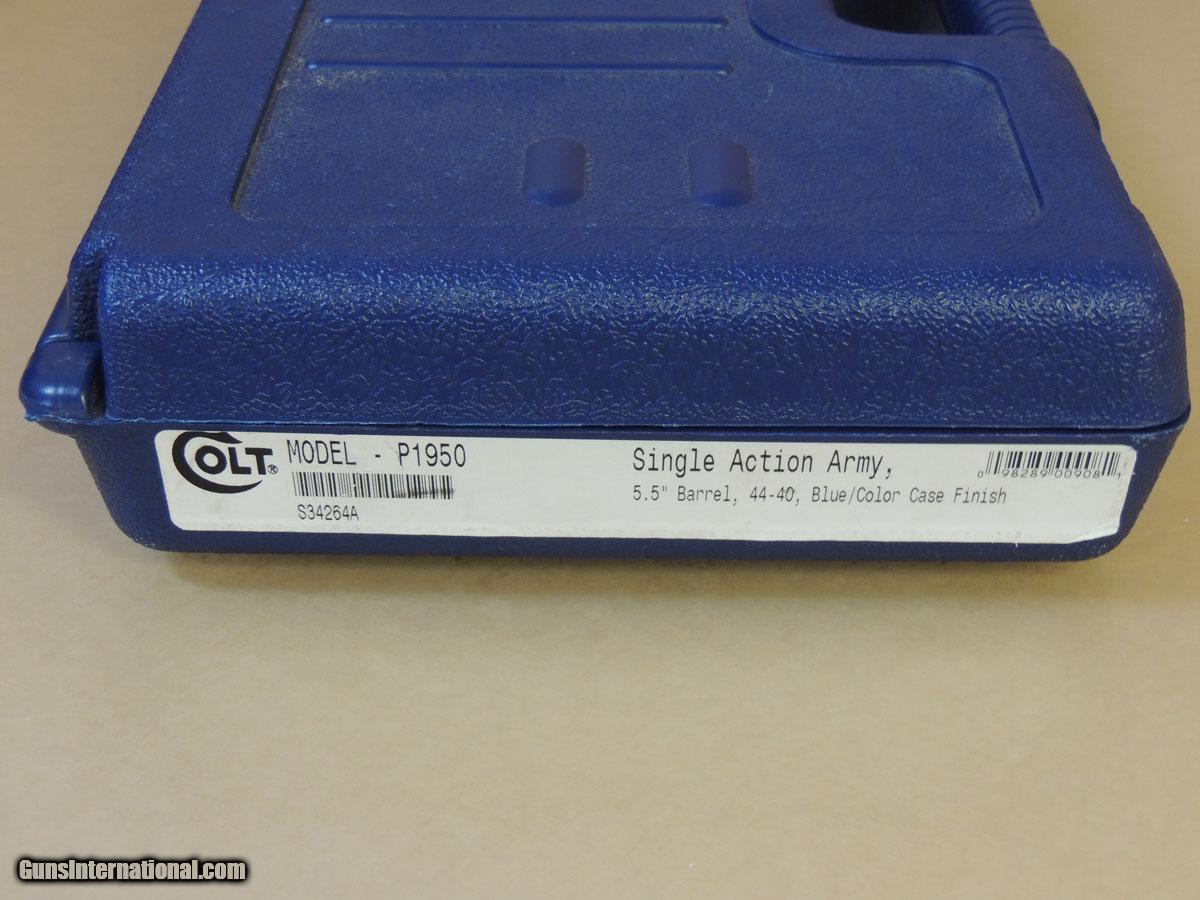 COLT® MODEL - P1950
S34264A
Single Action Army,
5.5" Barrel, 44-40, Blue/Color Case Finish
0 98289 00908 1
GunsInternational.com